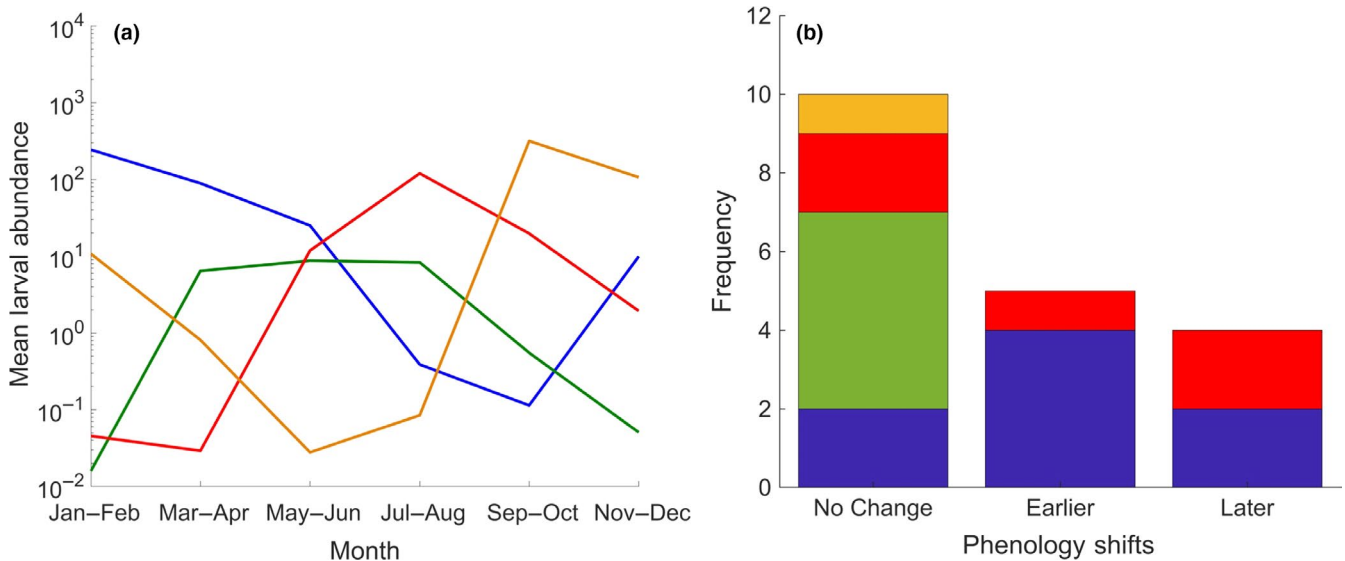 (a)
Mean larval abundance
10^4
10^3
10^2
10^1
10^0
10^-1
10^-2
Jan–Feb Mar–Apr May–Jun Jul–Aug Sep–Oct Nov–Dec
Month
(b)
Frequency
12
10
8
6
4
2
0
No Change Earlier Later
Phenology shifts